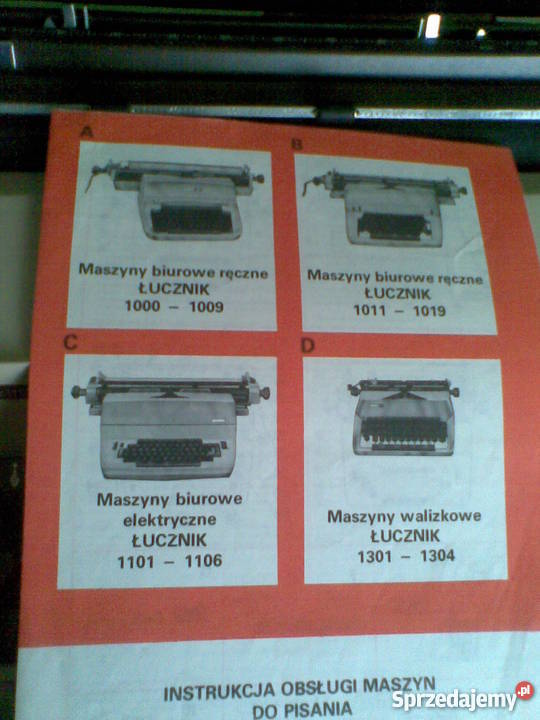 A
Maszyny biurowe ręczne
ŁUCZNIK
1000 – 1009
B
Maszyny biurowe ręczne
ŁUCZNIK
1011 – 1019
C
Maszyny biurowe
elektryczne
ŁUCZNIK
1101 – 1106
D
Maszyny walizkowe
ŁUCZNIK
1301 – 1304
INSTRUKCJA OBSŁUGI MASZYN
DO PISANIA
Sprzedajemy.pl